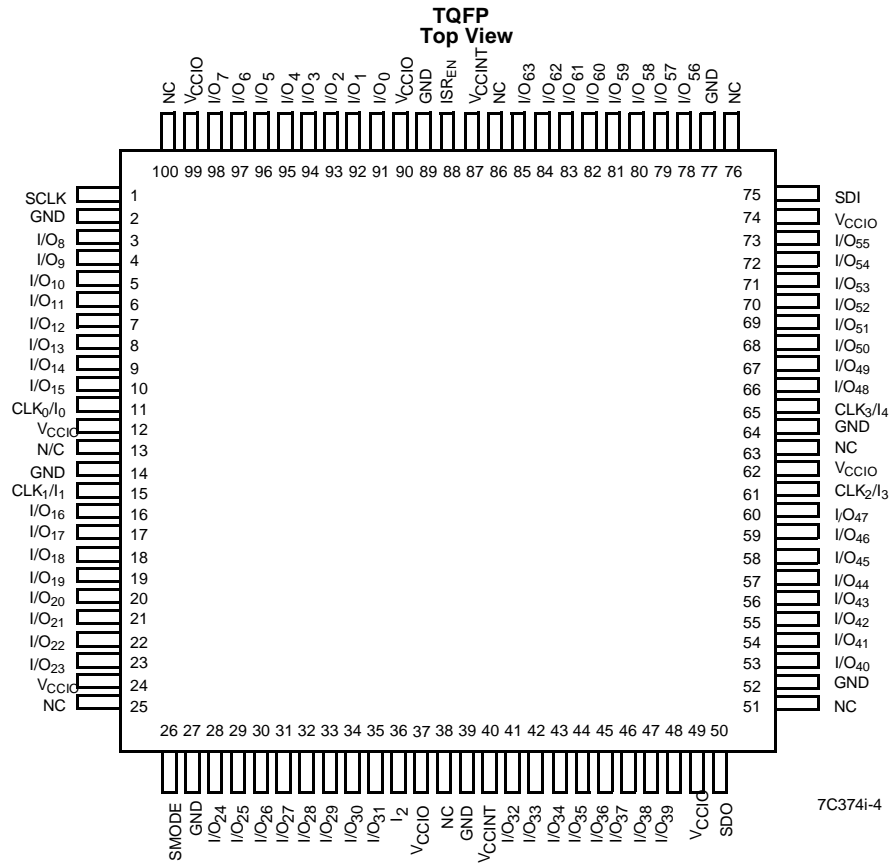 TQFP
Top View
NC VCCIO I/O7 I/O6 I/O5 I/O4 I/O3 I/O2 I/O1 I/O0 VCCIO GND ISREN VCCINT NC I/O63 I/O62 I/O61 I/O60 I/O59 I/O58 I/O57 I/O56 GND NC
100 99 98 97 96 95 94 93 92 91 90 89 88 87 86 85 84 83 82 81 80 79 78 77 76
SCLK 1 75 SDI
GND 2 74 VCCIO
I/O8 3 73 I/O55
I/O9 4 72 I/O54
I/O10 5 71 I/O53
I/O11 6 70 I/O52
I/O12 7 69 I/O51
I/O13 8 68 I/O50
I/O14 9 67 I/O49
I/O15 10 66 I/O48
CLK0/I0 11 65 CLK3/I4
VCCIO 12 64 GND
N/C 13 63 NC
GND 14 62 VCCIO
CLK1/I1 15 61 CLK2/I3
I/O16 16 60 I/O47
I/O17 17 59 I/O46
I/O18 18 58 I/O45
I/O19 19 57 I/O44
I/O20 20 56 I/O43
I/O21 21 55 I/O42
I/O22 22 54 I/O41
I/O23 23 53 I/O40
VCCIO 24 52 GND
NC 25 51 NC
26 27 28 29 30 31 32 33 34 35 36 37 38 39 40 41 42 43 44 45 46 47 48 49 50
SMODE GND I/O24 I/O25 I/O26 I/O27 I/O28 I/O29 I/O30 I/O31 I2 VCCIO NC GND VCCINT I/O32 I/O33 I/O34 I/O35 I/O36 I/O37 I/O38 I/O39 VCCIO SDO
7C374i-4